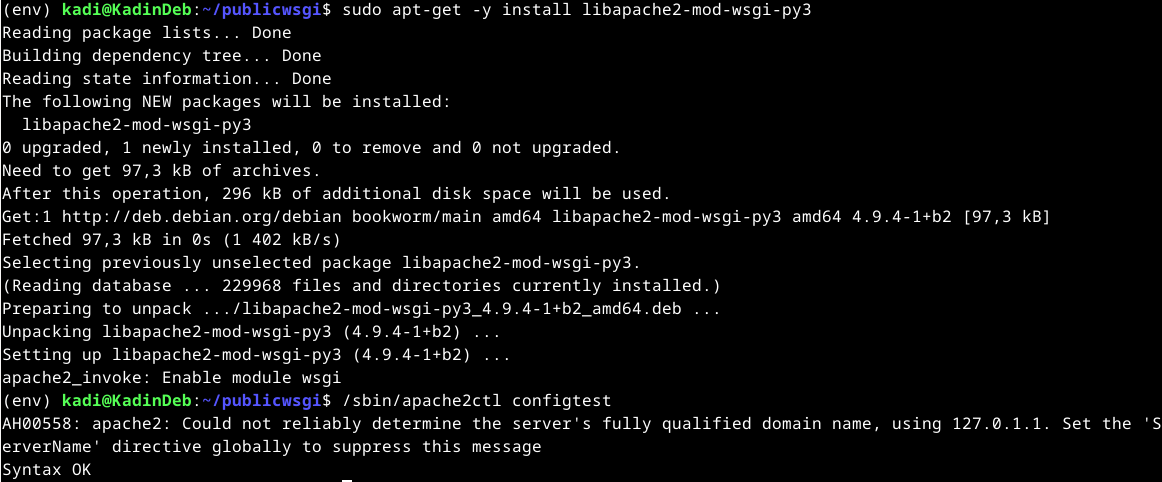 (env) kadi@KadinDeb:~/publicwsgi$ sudo apt-get -y install libapache2-mod-wsgi-py3
Reading package lists... Done
Building dependency tree... Done
Reading state information... Done
The following NEW packages will be installed:
  libapache2-mod-wsgi-py3
0 upgraded, 1 newly installed, 0 to remove and 0 not upgraded.
Need to get 97,3 kB of archives.
After this operation, 296 kB of additional disk space will be used.
Get:1 http://deb.debian.org/debian bookworm/main amd64 libapache2-mod-wsgi-py3 amd64 4.9.4-1+b2 [97,3 kB]
Fetched 97,3 kB in 0s (1 402 kB/s)
Selecting previously unselected package libapache2-mod-wsgi-py3.
(Reading database ... 229968 files and directories currently installed.)
Preparing to unpack .../libapache2-mod-wsgi-py3_4.9.4-1+b2_amd64.deb ...
Unpacking libapache2-mod-wsgi-py3 (4.9.4-1+b2) ...
Setting up libapache2-mod-wsgi-py3 (4.9.4-1+b2) ...
apache2_invoke: Enable module wsgi
(env) kadi@KadinDeb:~/publicwsgi$ /sbin/apache2ctl configtest
AH00558: apache2: Could not reliably determine the server's fully qualified domain name, using 127.0.1.1. Set the 'S
erverName' directive globally to suppress this message
Syntax OK